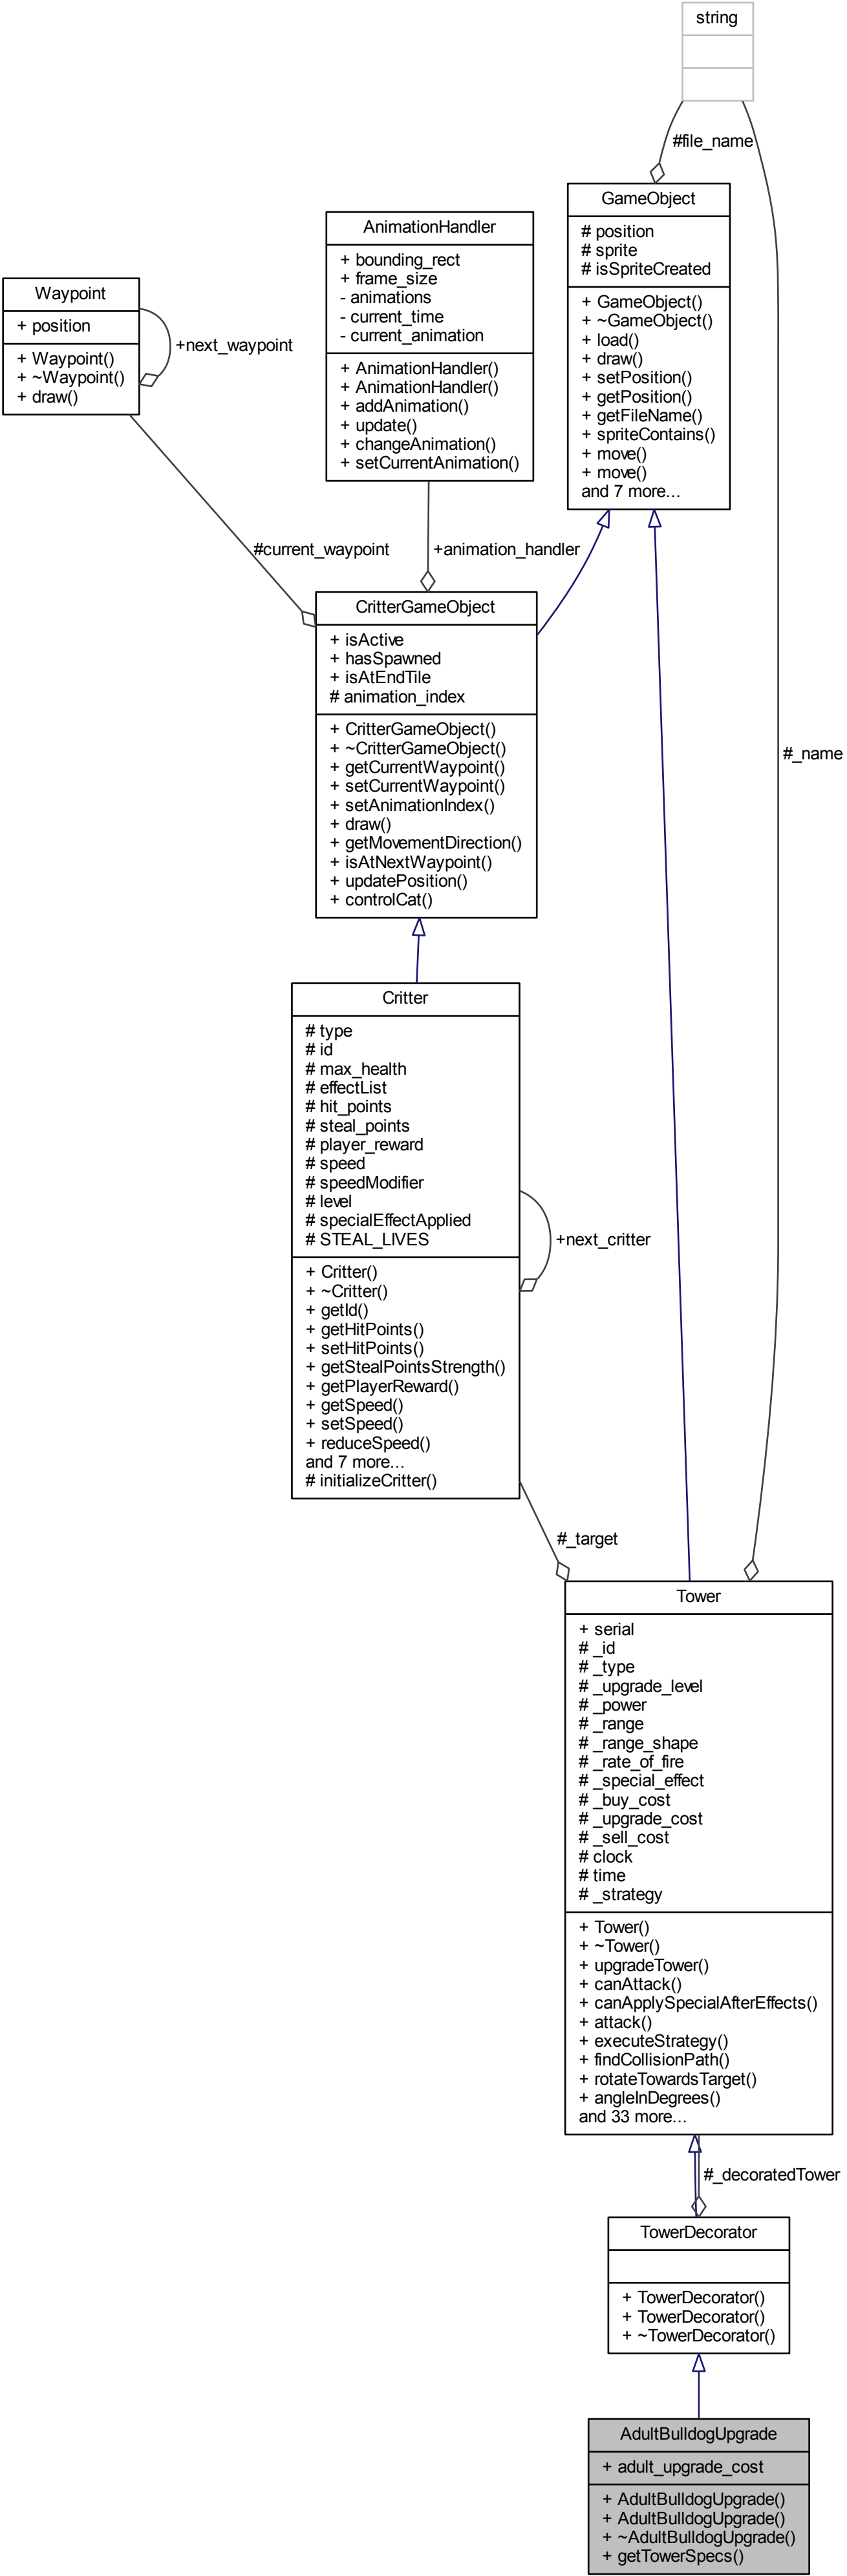 string
#file_name
GameObject
# position
# sprite
# isSpriteCreated
+ GameObject()
+ ~GameObject()
+ load()
+ draw()
+ setPosition()
+ getPosition()
+ getFileName()
+ spriteContains()
+ move()
+ move()
and 7 more...
AnimationHandler
+ bounding_rect
+ frame_size
- animations
- current_time
- current_animation
+ AnimationHandler()
+ AnimationHandler()
+ addAnimation()
+ update()
+ changeAnimation()
+ setCurrentAnimation()
Waypoint
+ position
+ Waypoint()
+ ~Waypoint()
+ draw()
+next_waypoint
#current_waypoint
+animation_handler
CritterGameObject
+ isActive
+ hasSpawned
+ isAtEndTile
# animation_index
+ CritterGameObject()
+ ~CritterGameObject()
+ getCurrentWaypoint()
+ setCurrentWaypoint()
+ setAnimationIndex()
+ draw()
+ getMovementDirection()
+ isAtNextWaypoint()
+ updatePosition()
+ controlCat()
#_name
Critter
# type
# id
# max_health
# effectList
# hit_points
# steal_points
# player_reward
# speed
# speedModifier
# level
# specialEffectApplied
# STEAL_LIVES
+ Critter()
+ ~Critter()
+ getId()
+ getHitPoints()
+ setHitPoints()
+ getStealPointsStrength()
+ getPlayerReward()
+ getSpeed()
+ setSpeed()
+ reduceSpeed()
and 7 more...
# initializeCritter()
+next_critter
#_target
Tower
+ serial
# _id
# _type
# _upgrade_level
# _power
# _range
# _range_shape
# _rate_of_fire
# _special_effect
# _buy_cost
# _upgrade_cost
# _sell_cost
# clock
# time
# _strategy
+ Tower()
+ ~Tower()
+ upgradeTower()
+ canAttack()
+ canApplySpecialAfterEffects()
+ attack()
+ executeStrategy()
+ findCollisionPath()
+ rotateTowardsTarget()
+ angleInDegrees()
and 33 more...
#_decoratedTower
TowerDecorator
+ TowerDecorator()
+ TowerDecorator()
+ ~TowerDecorator()
AdultBulldogUpgrade
+ adult_upgrade_cost
+ AdultBulldogUpgrade()
+ AdultBulldogUpgrade()
+ ~AdultBulldogUpgrade()
+ getTowerSpecs()